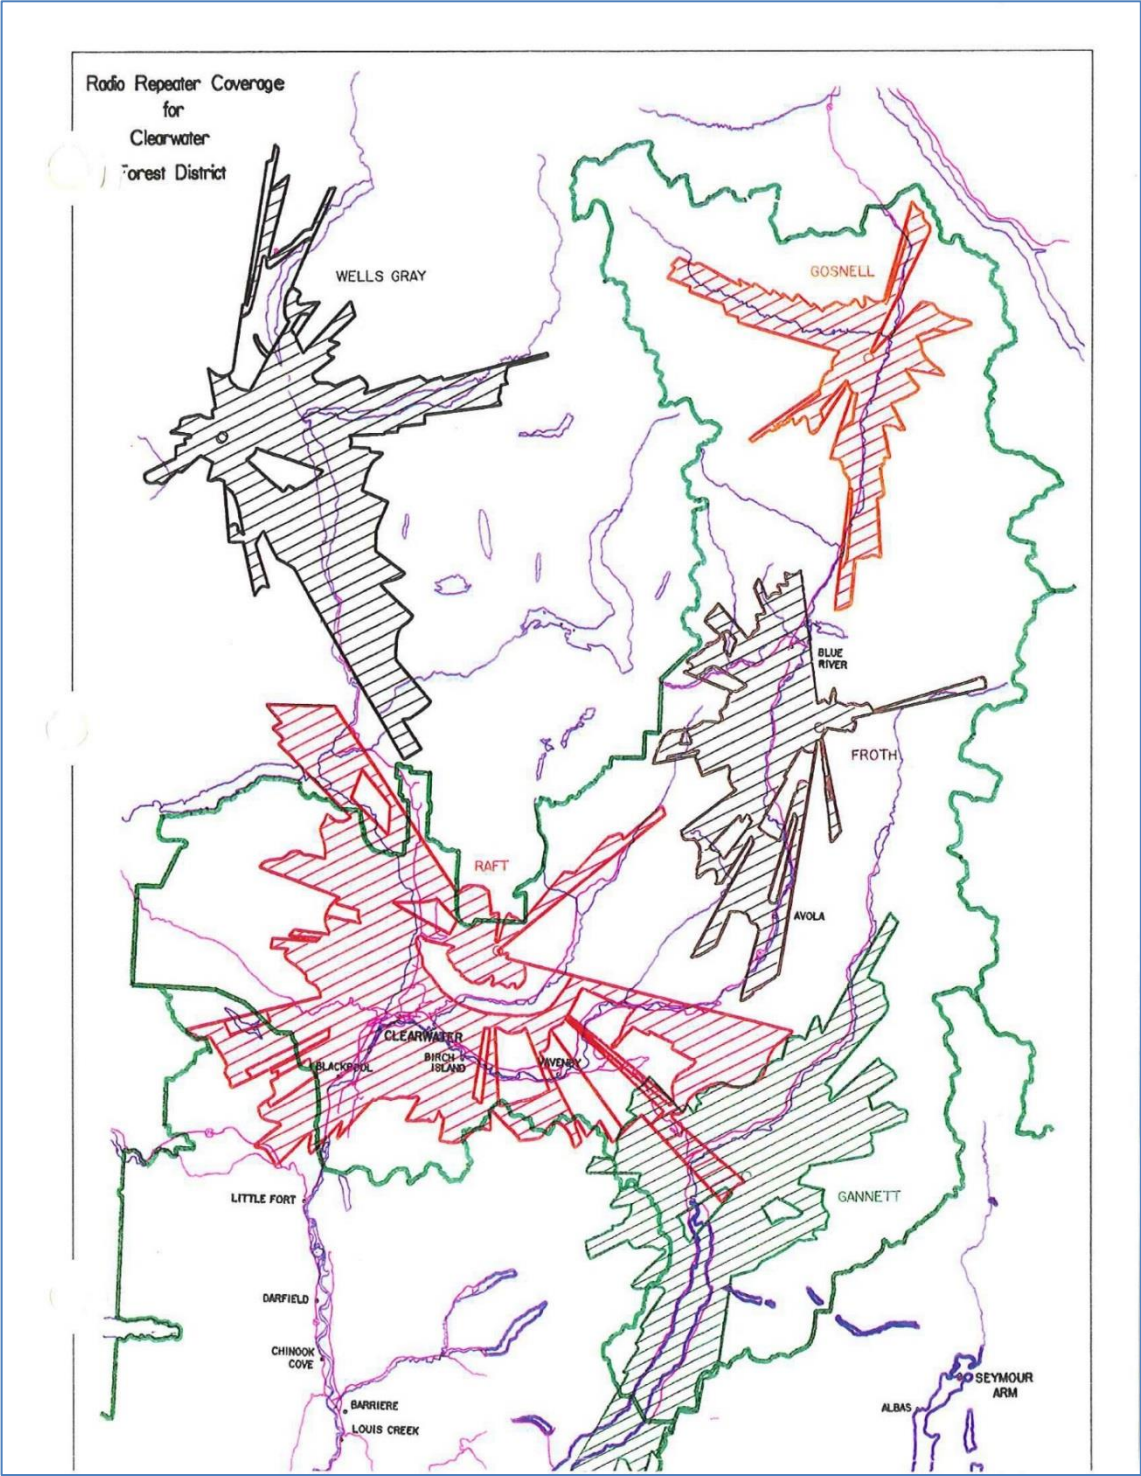 Radio Repeater Coverage
for
Clearwater
Forest District
WELLS GRAY
GOSNELL
BLUE
RIVER
FROTH
RAFT
AVOLA
CLEARWATER
BIRCH
ISLAND
VAVENBY
BLACKPOOL
LITTLE FORT
GANNETT
DARFIELD
CHINOOK
COVE
BARRIERE
LOUIS CREEK
SEYMOUR
ARM
ALBAS